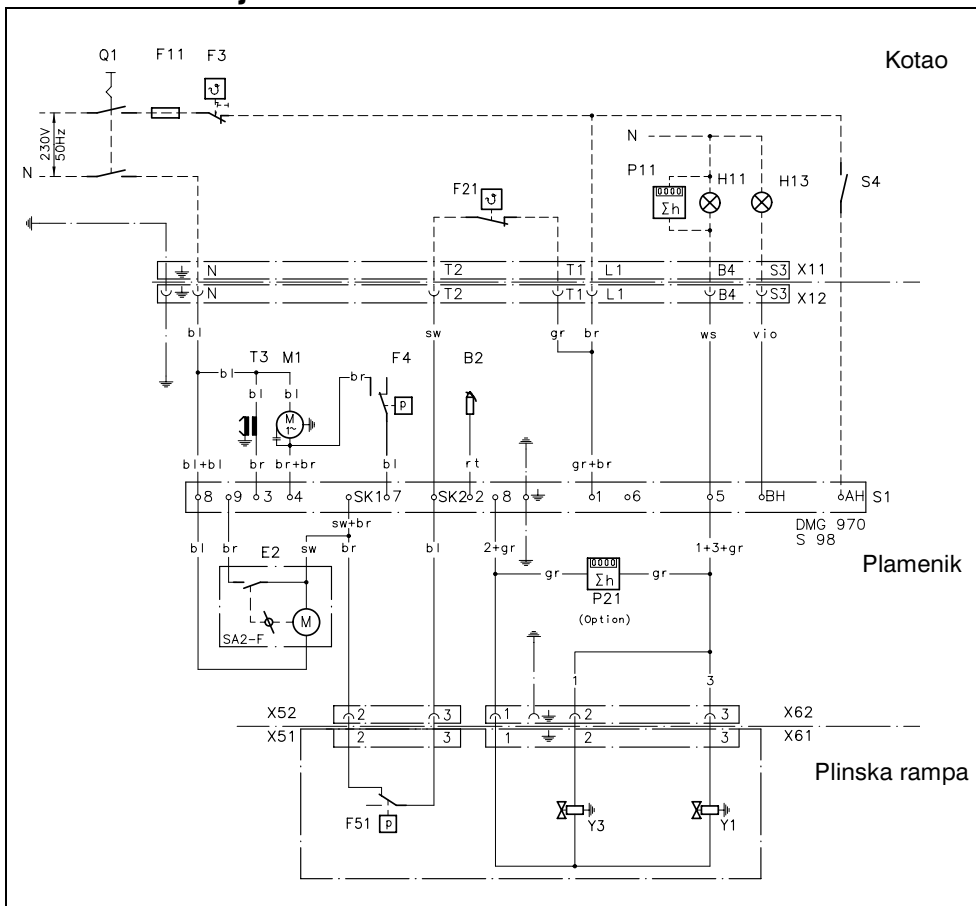 Q1 F11 F3 Kotao
ϑ
230V
50Hz
N
N
P11 H11 H13 S4
Σh
F21
ϑ
N T2 T1 L1 B4 S3 X11
N T2 T1 L1 B4 S3 X12
bl sw gr br ws vio
T3 M1 F4 B2
bl br
bl bl
M
1~
p
bl+bl br br+br bl rt gr+br
8 9 3 4 SK1 7 SK2 2 8 1 6 5 BH AH S1
DMG 970
S 98
sw+br
bl br E2 sw br bl 2+gr 1+3+gr
Plamenik
gr gr
Σh
P21
(Option)
M
SA2-F
1 3
X52 2 3 1 2 3 X62
X51 2 3 1 2 3 X61
Plinska rampa
F51 p Y3 Y1